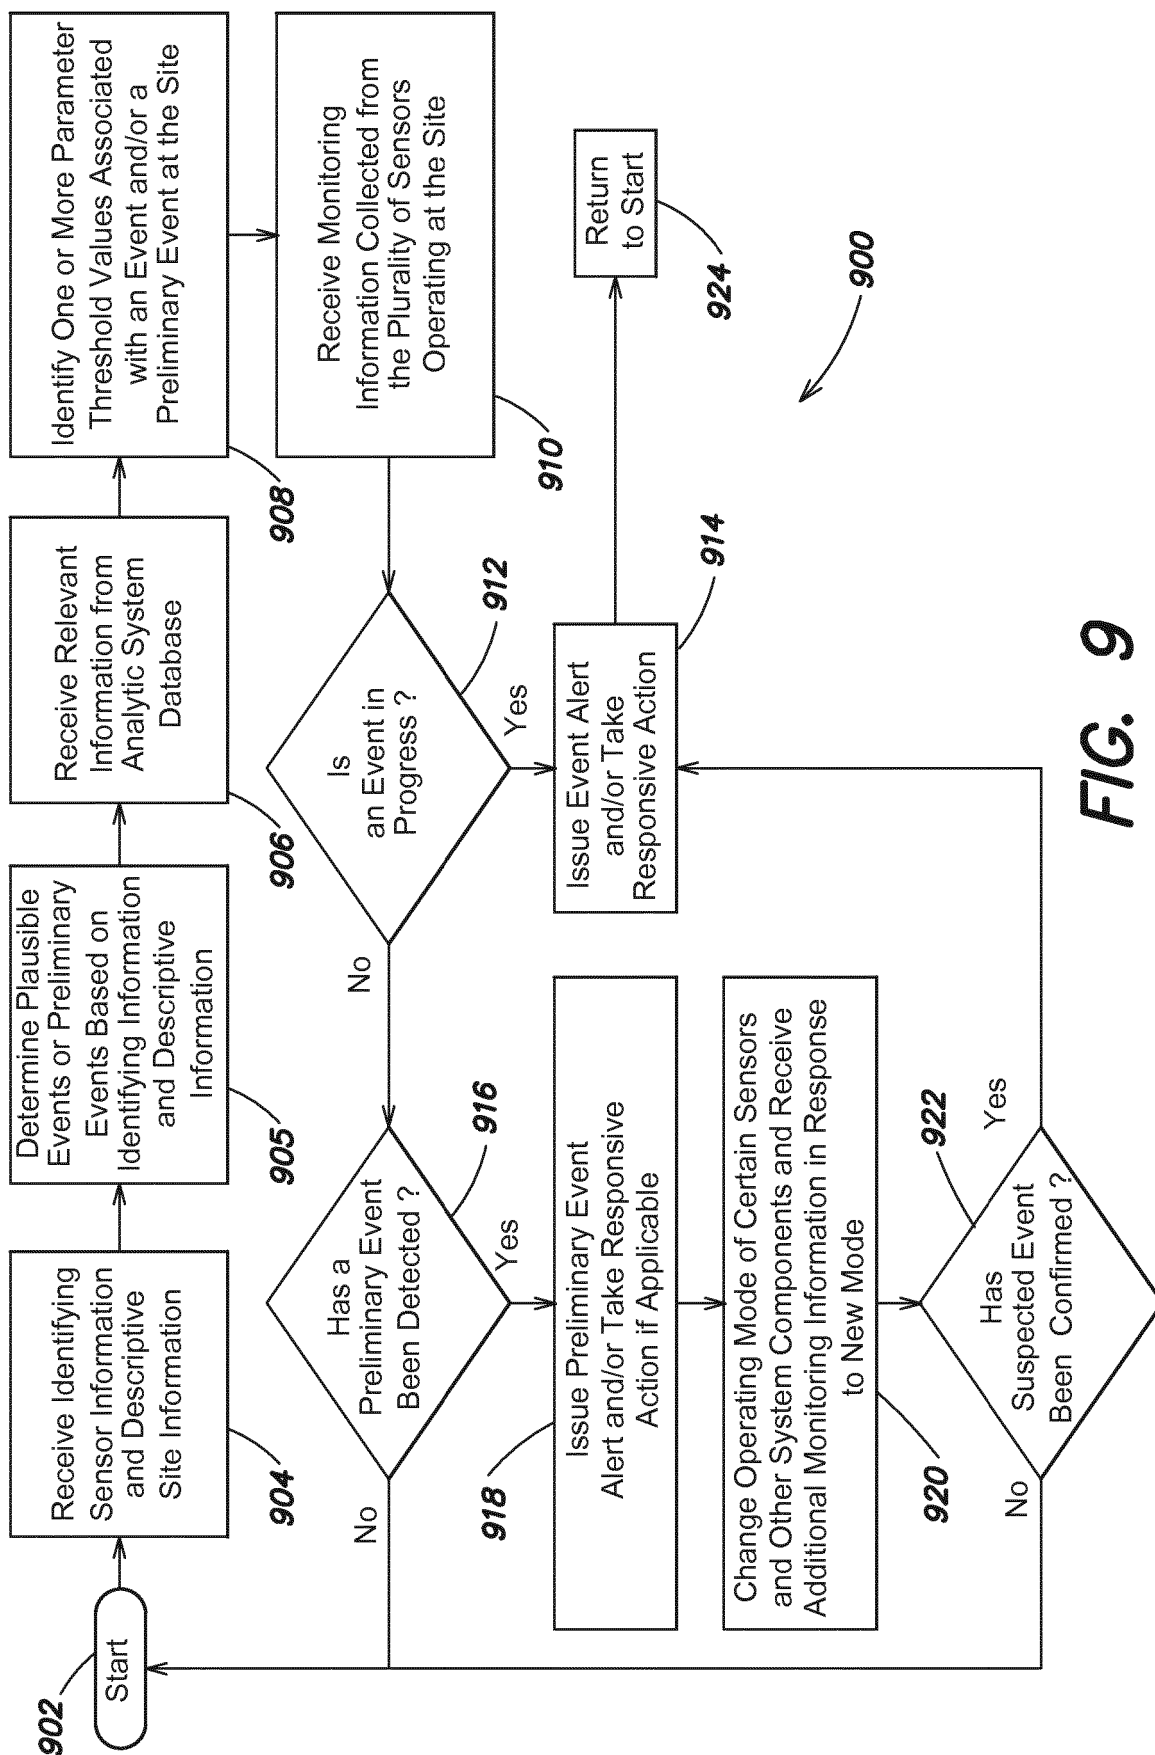 902
Start
Receive Identifying
Sensor Information
and Descriptive
Site Information
904
Determine Plausible
Events or Preliminary
Events Based on
Identifying Information
and Descriptive
Information
905
Receive Relevant
Information from
Analytic System
Database
906
Identify One or More Parameter
Threshold Values Associated
with an Event and/or a
Preliminary Event at the Site
908
Receive Monitoring
Information Collected from
the Plurality of Sensors
Operating at the Site
910
Is
an Event in
Progress ?
912
Yes
No
Issue Event Alert
and/or Take
Responsive Action
914
Return
to Start
924
Has a
Preliminary Event
Been Detected ?
916
Yes
No
Issue Preliminary Event
Alert and/or Take Responsive
Action if Applicable
918
Change Operating Mode of Certain Sensors
and Other System Components and Receive
Additional Monitoring Information in Response
to New Mode
920
Has
Suspected Event
Been Confirmed ?
922
Yes
No
900
FIG. 9